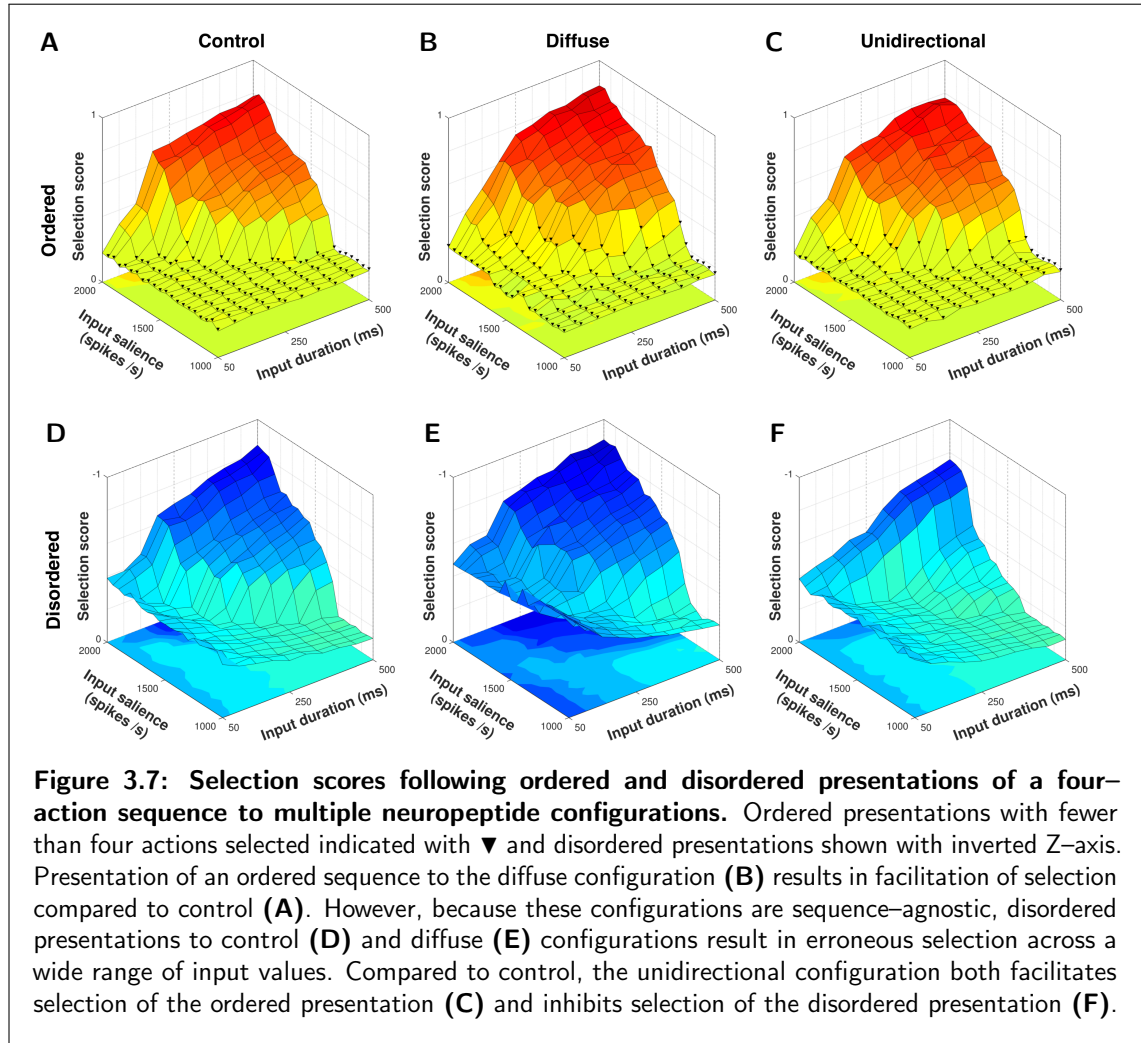 A
Control
B
Diffuse
C
Unidirectional
Ordered
1
Selection score
0
2000
1500
1000
Input salience
(spikes /s)
50
250
500
Input duration (ms)
1
Selection score
0
2000
1500
1000
Input salience
(spikes /s)
50
250
500
Input duration (ms)
1
Selection score
0
2000
1500
1000
Input salience
(spikes /s)
50
250
500
Input duration (ms)
D
E
F
Disordered
-1
Selection score
0
2000
1500
1000
Input salience
(spikes /s)
50
250
500
Input duration (ms)
-1
Selection score
0
2000
1500
1000
Input salience
(spikes /s)
50
250
500
Input duration (ms)
-1
Selection score
0
2000
1500
1000
Input salience
(spikes /s)
50
250
500
Input duration (ms)
Figure 3.7: Selection scores following ordered and disordered presentations of a four–
action sequence to multiple neuropeptide configurations. Ordered presentations with fewer
than four actions selected indicated with ▼ and disordered presentations shown with inverted Z–axis.
Presentation of an ordered sequence to the diffuse configuration (B) results in facilitation of selection
compared to control (A). However, because these configurations are sequence–agnostic, disordered
presentations to control (D) and diffuse (E) configurations result in erroneous selection across a
wide range of input values. Compared to control, the unidirectional configuration both facilitates
selection of the ordered presentation (C) and inhibits selection of the disordered presentation (F).